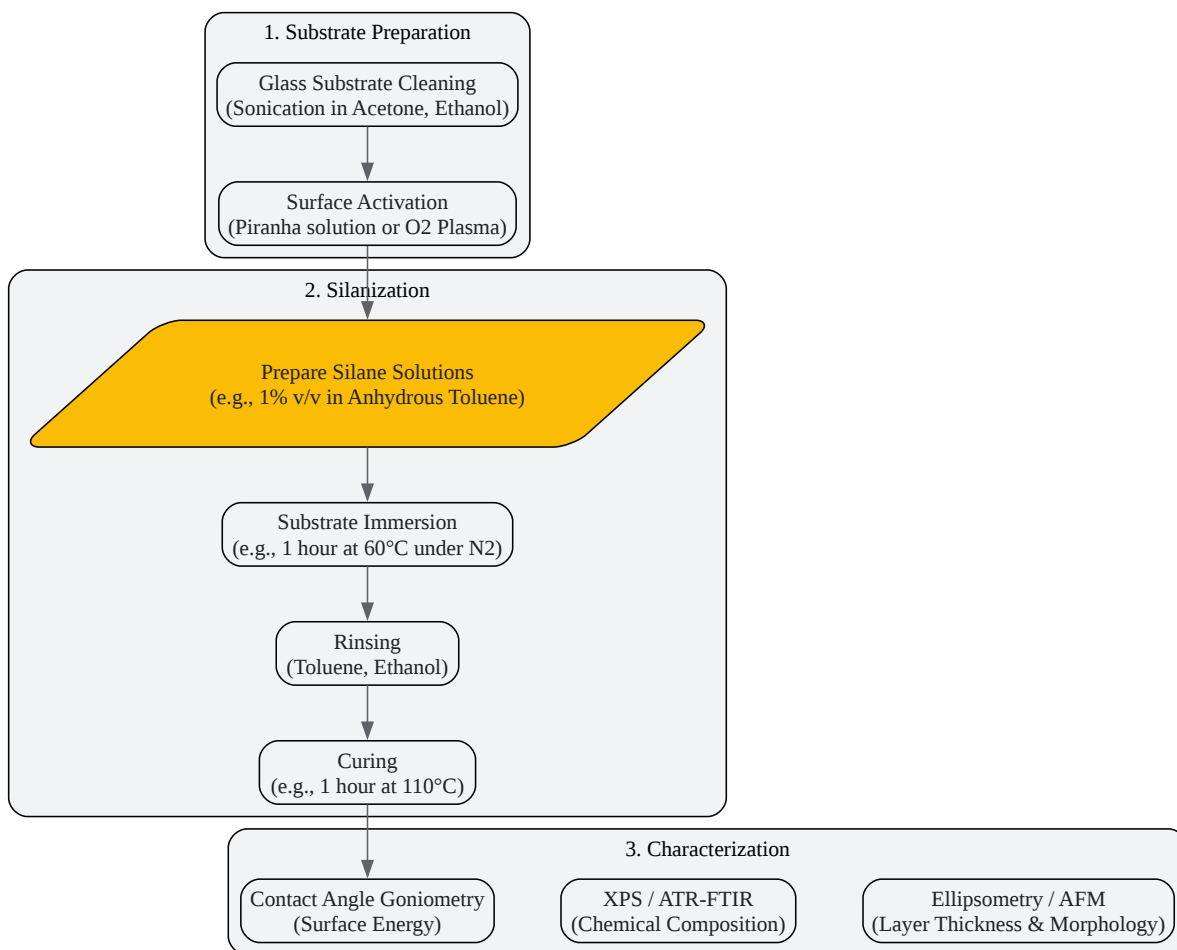 1. Substrate Preparation
Glass Substrate Cleaning
(Sonication in Acetone, Ethanol)
Surface Activation
(Piranha solution or O2 Plasma)
2. Silanization
Prepare Silane Solutions
(e.g., 1% v/v in Anhydrous Toluene)
Substrate Immersion
(e.g., 1 hour at 60°C under N2)
Rinsing
(Toluene, Ethanol)
Curing
(e.g., 1 hour at 110°C)
3. Characterization
Contact Angle Goniometry
(Surface Energy)
XPS / ATR-FTIR
(Chemical Composition)
Ellipsometry / AFM
(Layer Thickness & Morphology)